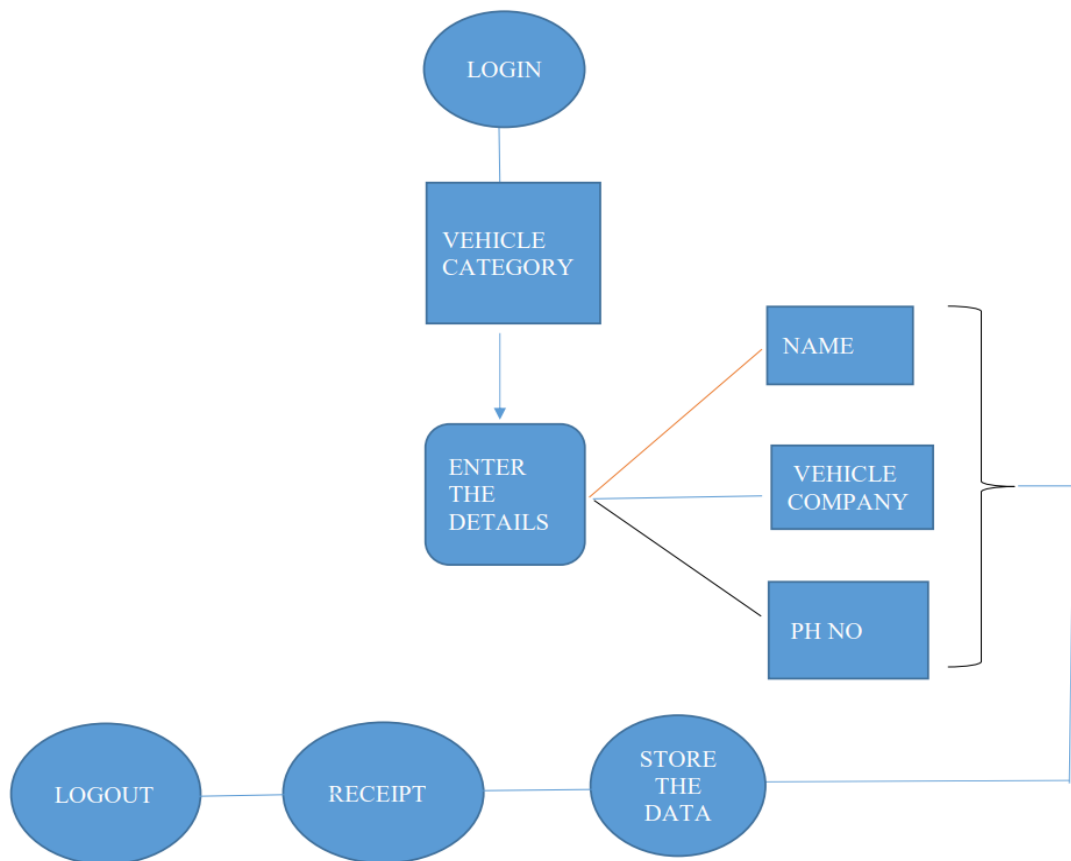 LOGIN
VEHICLE
CATEGORY
ENTER
THE
DETAILS
NAME
VEHICLE
COMPANY
PH NO
STORE
THE
DATA
RECEIPT
LOGOUT